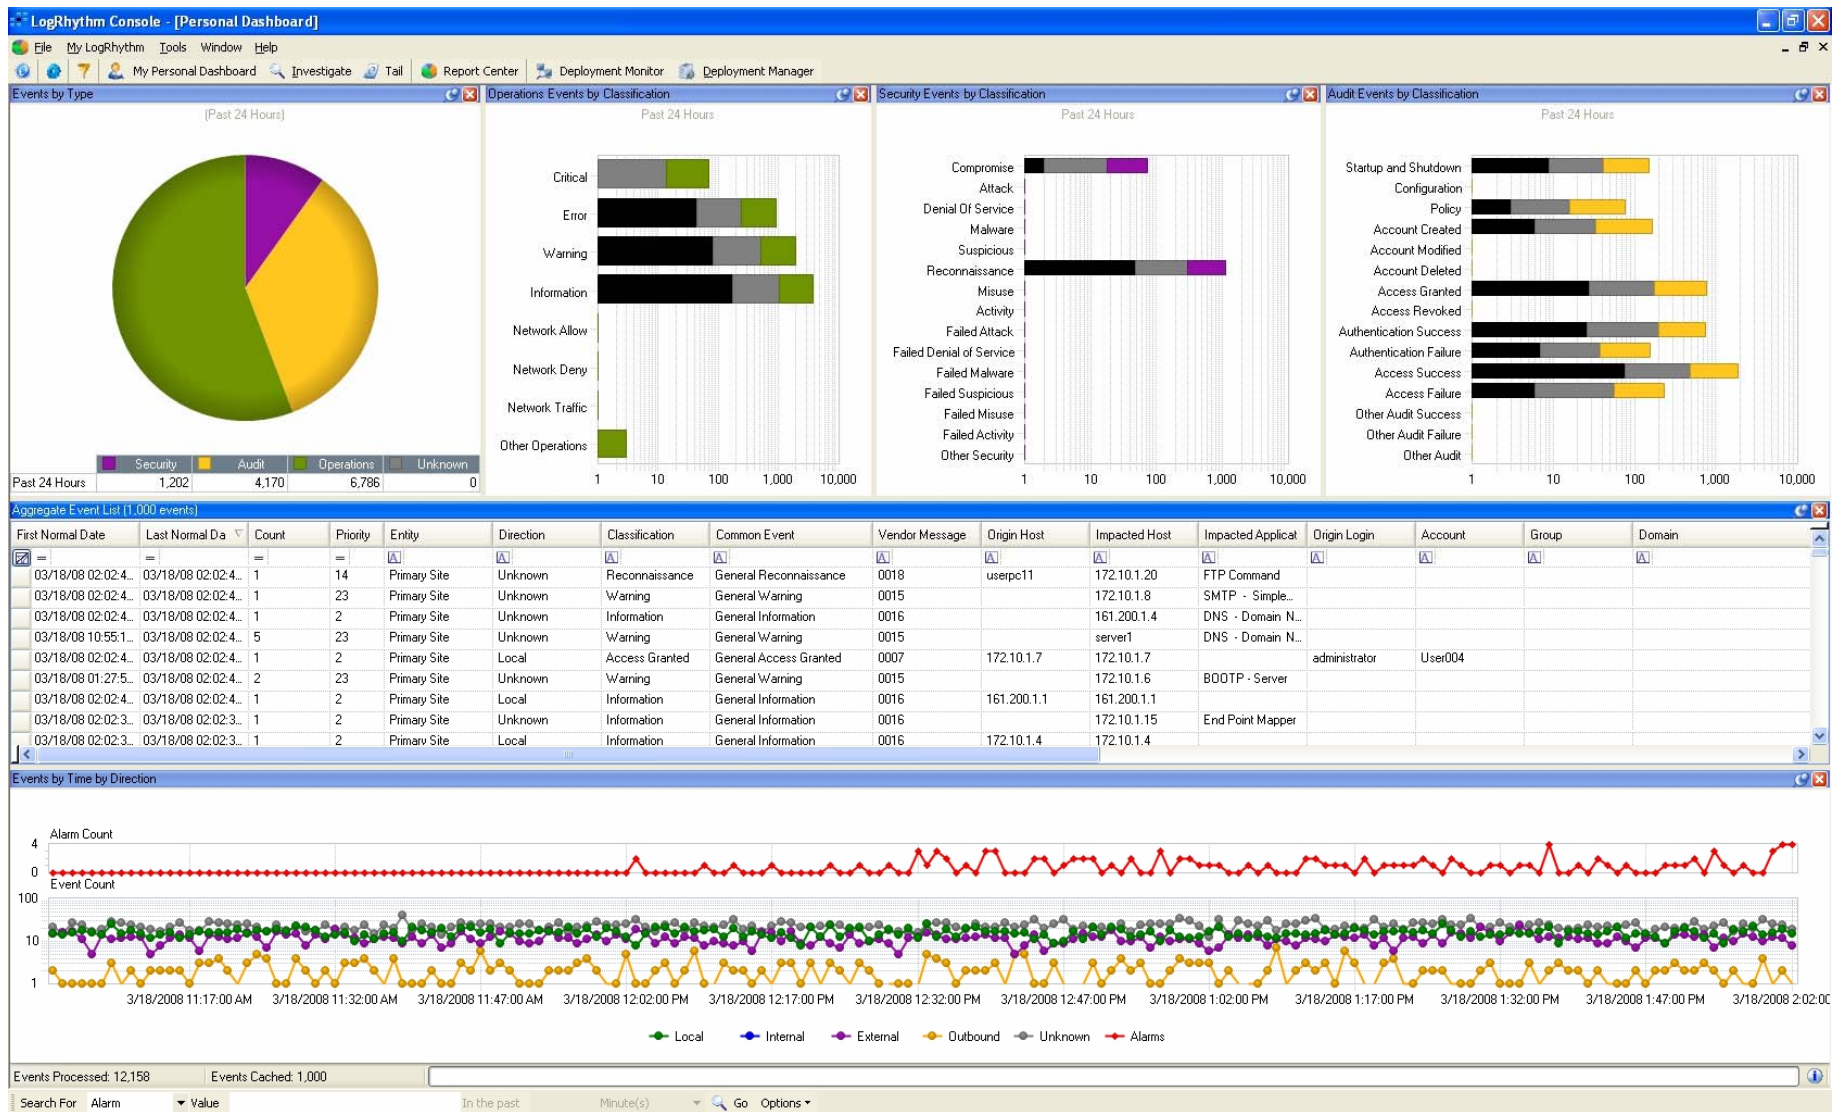 LogRhythm Console - [Personal Dashboard]
File My LogRhythm Tools Window Help
My Personal Dashboard Investigate Tail Report Center Deployment Monitor Deployment Manager
Events by Type
(Past 24 Hours)
Security Audit Operations Unknown
Past 24 Hours 1,202 4,170 6,786 0
Operations Events by Classification
Past 24 Hours
Critical
Error
Warning
Information
Network Allow
Network Deny
Network Traffic
Other Operations
1 10 100 1,000 10,000
Security Events by Classification
Past 24 Hours
Compromise
Attack
Denial Of Service
Malware
Suspicious
Reconnaissance
Misuse
Activity
Failed Attack
Failed Denial of Service
Failed Malware
Failed Suspicious
Failed Misuse
Failed Activity
Other Security
1 10 100 1,000 10,000
Audit Events by Classification
Past 24 Hours
Startup and Shutdown
Configuration
Policy
Account Created
Account Modified
Account Deleted
Access Granted
Access Revoked
Authentication Success
Authentication Failure
Access Success
Access Failure
Other Audit Success
Other Audit Failure
Other Audit
1 10 100 1,000 10,000
Aggregate Event List (1,000 events)
First Normal Date Last Normal Da Count Priority Entity Direction Classification Common Event Vendor Message Origin Host Impacted Host Impacted Applicat Origin Login Account Group Domain
= = = = A A A A A A A A A A A A
03/18/08 02:02:4... 03/18/08 02:02:4... 1 14 Primary Site Unknown Reconnaissance General Reconnaissance 0018 userpc11 172.10.1.20 FTP Command
03/18/08 02:02:4... 03/18/08 02:02:4... 1 23 Primary Site Unknown Warning General Warning 0015 172.10.1.8 SMTP - Simple...
03/18/08 02:02:4... 03/18/08 02:02:4... 1 2 Primary Site Unknown Information General Information 0016 161.200.1.4 DNS - Domain N...
03/18/08 10:55:1... 03/18/08 02:02:4... 5 23 Primary Site Unknown Warning General Warning 0015 server1 DNS - Domain N...
03/18/08 02:02:4... 03/18/08 02:02:4... 1 2 Primary Site Local Access Granted General Access Granted 0007 172.10.1.7 172.10.1.7 administrator User004
03/18/08 01:27:5... 03/18/08 02:02:4... 2 23 Primary Site Unknown Warning General Warning 0015 172.10.1.6 BOOTP - Server
03/18/08 02:02:4... 03/18/08 02:02:4... 1 2 Primary Site Local Information General Information 0016 161.200.1.1 161.200.1.1
03/18/08 02:02:3... 03/18/08 02:02:3... 1 2 Primary Site Unknown Information General Information 0016 172.10.1.15 End Point Mapper
03/18/08 02:02:3... 03/18/08 02:02:3... 1 2 Primary Site Local Information General Information 0016 172.10.1.4 172.10.1.4
Events by Time by Direction
Alarm Count
4
0
Event Count
100
10
1
3/18/2008 11:17:00 AM 3/18/2008 11:32:00 AM 3/18/2008 11:47:00 AM 3/18/2008 12:02:00 PM 3/18/2008 12:17:00 PM 3/18/2008 12:32:00 PM 3/18/2008 12:47:00 PM 3/18/2008 1:02:00 PM 3/18/2008 1:17:00 PM 3/18/2008 1:32:00 PM 3/18/2008 1:47:00 PM 3/18/2008 2:02:00
Local Internal External Outbound Unknown Alarms
Events Processed: 12,158 Events Cached: 1,000
Search For Alarm Value In the past Minute(s) Go Options